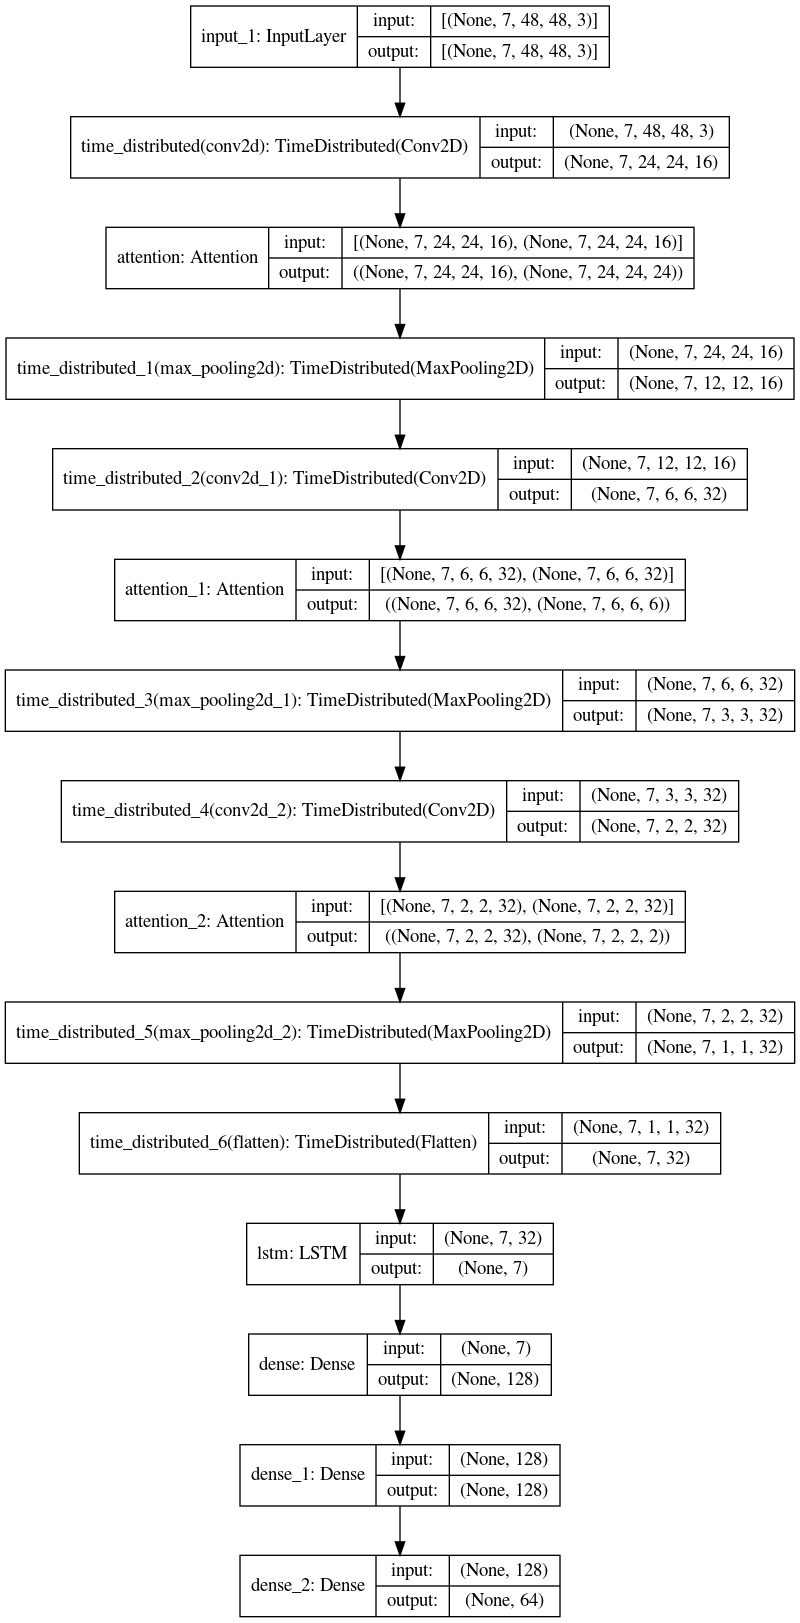 input_1: InputLayer
input:
[(None, 7, 48, 48, 3)]
output:
[(None, 7, 48, 48, 3)]
time_distributed(conv2d): TimeDistributed(Conv2D)
input:
(None, 7, 48, 48, 3)
output:
(None, 7, 24, 24, 16)
attention: Attention
input:
[(None, 7, 24, 24, 16), (None, 7, 24, 24, 16)]
output:
((None, 7, 24, 24, 16), (None, 7, 24, 24, 24))
time_distributed_1(max_pooling2d): TimeDistributed(MaxPooling2D)
input:
(None, 7, 24, 24, 16)
output:
(None, 7, 12, 12, 16)
time_distributed_2(conv2d_1): TimeDistributed(Conv2D)
input:
(None, 7, 12, 12, 16)
output:
(None, 7, 6, 6, 32)
attention_1: Attention
input:
[(None, 7, 6, 6, 32), (None, 7, 6, 6, 32)]
output:
((None, 7, 6, 6, 32), (None, 7, 6, 6, 6))
time_distributed_3(max_pooling2d_1): TimeDistributed(MaxPooling2D)
input:
(None, 7, 6, 6, 32)
output:
(None, 7, 3, 3, 32)
time_distributed_4(conv2d_2): TimeDistributed(Conv2D)
input:
(None, 7, 3, 3, 32)
output:
(None, 7, 2, 2, 32)
attention_2: Attention
input:
[(None, 7, 2, 2, 32), (None, 7, 2, 2, 32)]
output:
((None, 7, 2, 2, 32), (None, 7, 2, 2, 2))
time_distributed_5(max_pooling2d_2): TimeDistributed(MaxPooling2D)
input:
(None, 7, 2, 2, 32)
output:
(None, 7, 1, 1, 32)
time_distributed_6(flatten): TimeDistributed(Flatten)
input:
(None, 7, 1, 1, 32)
output:
(None, 7, 32)
lstm: LSTM
input:
(None, 7, 32)
output:
(None, 7)
dense: Dense
input:
(None, 7)
output:
(None, 128)
dense_1: Dense
input:
(None, 128)
output:
(None, 128)
dense_2: Dense
input:
(None, 128)
output:
(None, 64)